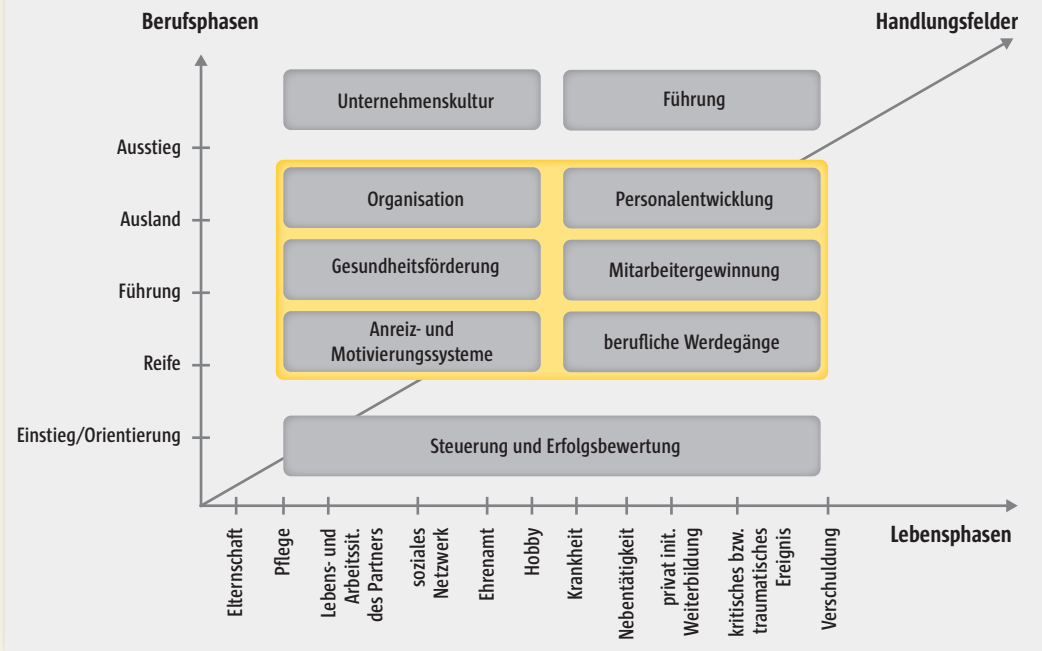 Berufsphasen
Handlungsfelder
Unternehmenskultur
Führung
Ausstieg
Organisation
Personalentwicklung
Ausland
Gesundheitsförderung
Mitarbeitergewinnung
Führung
Anreiz- und
Motivierungssysteme
berufliche Werdegänge
Reife
Einstieg/Orientierung
Steuerung und Erfolgsbewertung
Lebensphasen
Elternschaft
Pflege
Lebens- und
Arbeitssit.
des Partners
soziales
Netzwerk
Ehrenamt
Hobby
Krankheit
Nebentätigkeit
privat init.
Weiterbildung
kritisches bzw.
traumatisches
Ereignis
Verschuldung